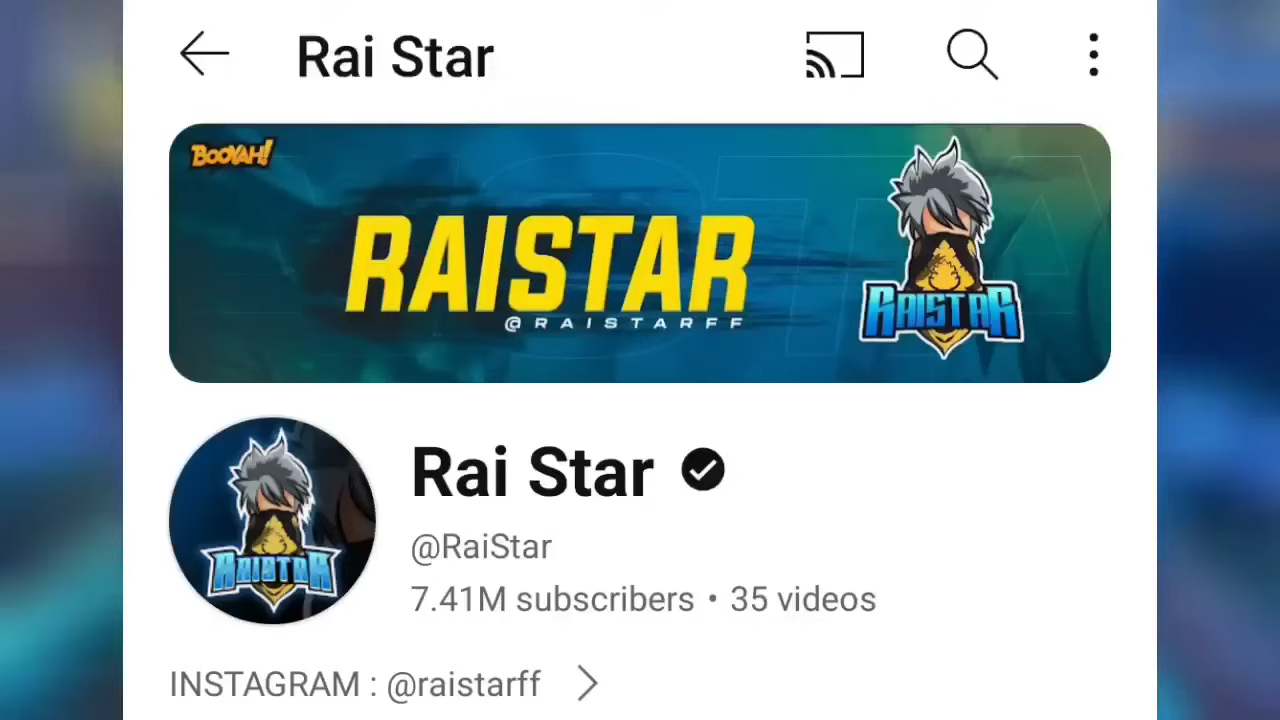 Rai Star
BOOYAH!
RAISTAR
@RAISTARFF
RAISTAR
Rai Star
@RaiStar
7.41M subscribers • 35 videos
RAISTAR
INSTAGRAM : @raistarff